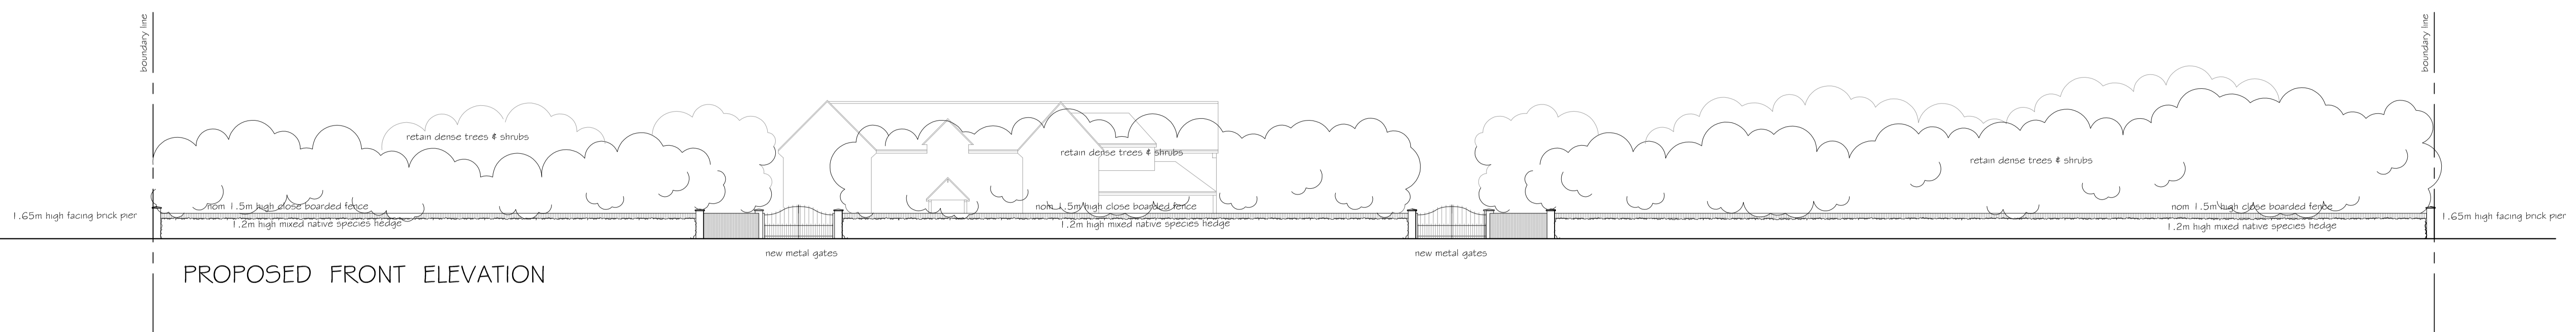 boundary line
boundary line
retain dense trees & shrubs
retain dense trees & shrubs
retain dense trees & shrubs
nom 1.5m high close boarded fence
nom 1.5m high close boarded fence
nom 1.5m high close boarded fence
1.65m high facing brick pier
1.65m high facing brick pier
1.2m high mixed native species hedge
1.2m high mixed native species hedge
1.2m high mixed native species hedge
new metal gates
new metal gates
PROPOSED FRONT ELEVATION